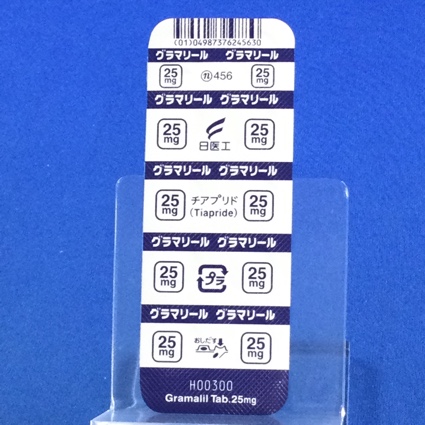 (01)04987376245630
グラマリール グラマリール
25 mg ⓝ456 25 mg
グラマリール グラマリール
25 mg 日医工 25 mg
グラマリール グラマリール
25 mg チアプリド 25 mg
(Tiapride)
グラマリール グラマリール
25 mg プラ 25 mg
グラマリール グラマリール
25 mg おしだす 25 mg
H00300
Gramalil Tab.25mg